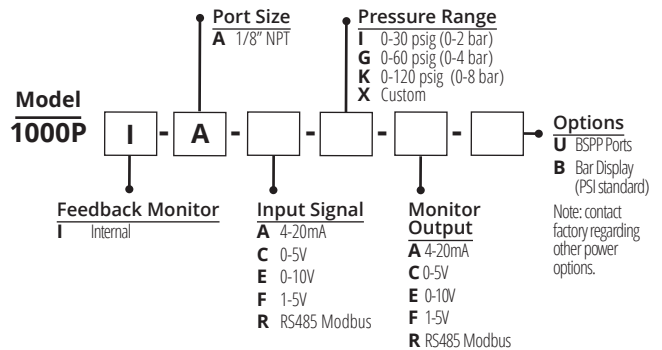 Port Size
A 1/8” NPT
Pressure Range
I 0-30 psig (0-2 bar)
G 0-60 psig (0-4 bar)
K 0-120 psig (0-8 bar)
X Custom
Model
1000P
I - A - - - -
Options
U BSPP Ports
B Bar Display
(PSI standard)
Note: contact
factory regarding
other power
options.
Feedback Monitor
I Internal
Input Signal
A 4-20mA
C 0-5V
E 0-10V
F 1-5V
R RS485 Modbus
Monitor
Output
A 4-20mA
C 0-5V
E 0-10V
F 1-5V
R RS485 Modbus